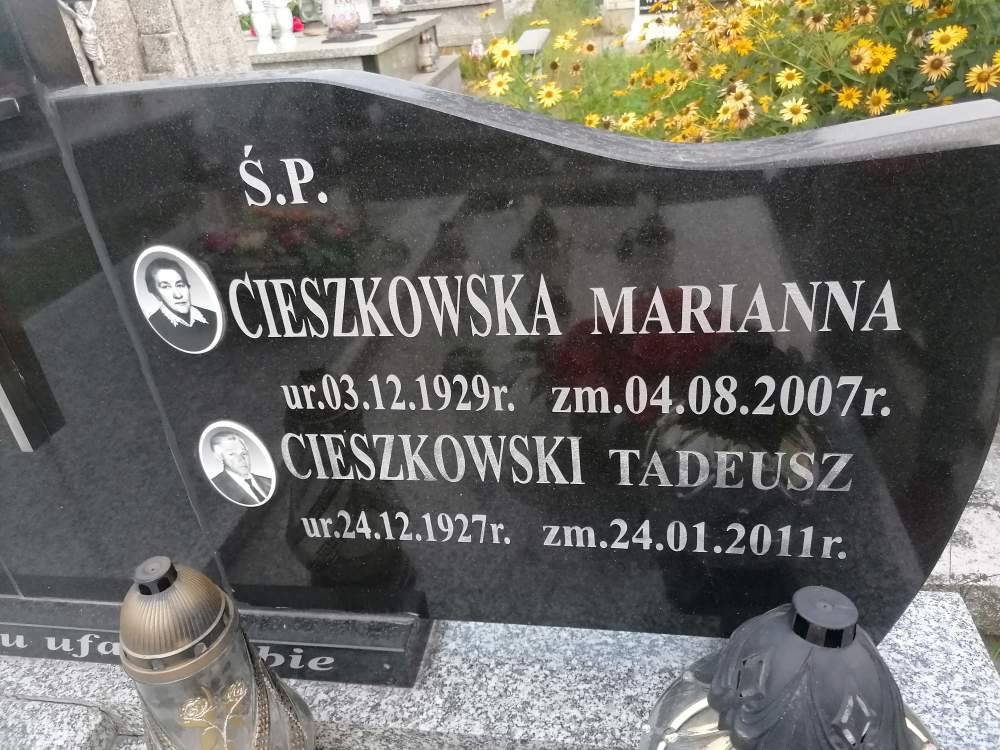 Ś.P.
CIESZKOWSKA MARIANNA
ur.03.12.1929r. zm.04.08.2007r.
CIESZKOWSKI TADEUSZ
ur.24.12.1927r. zm.24.01.2011r.